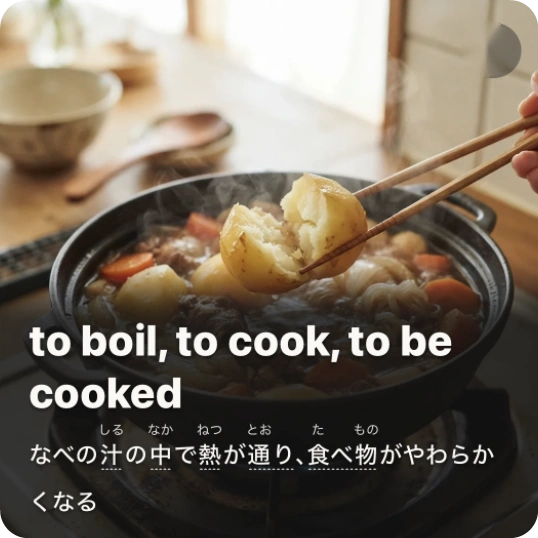 to boil, to cook, to be
cooked
しる なか ねつ とお た もの
なべの汁の中で熱が通り、食べ物がやわらか
くなる